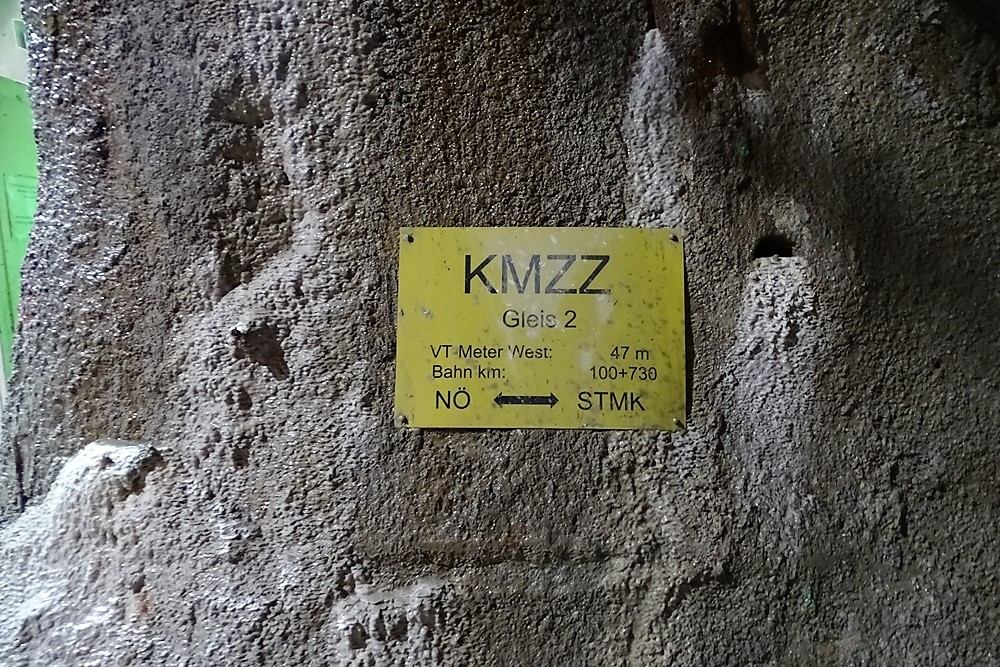 KMZZ
Gleis 2
VT Meter West: 47 m
Bahn km: 100+730
NÖ ⟷ STMK